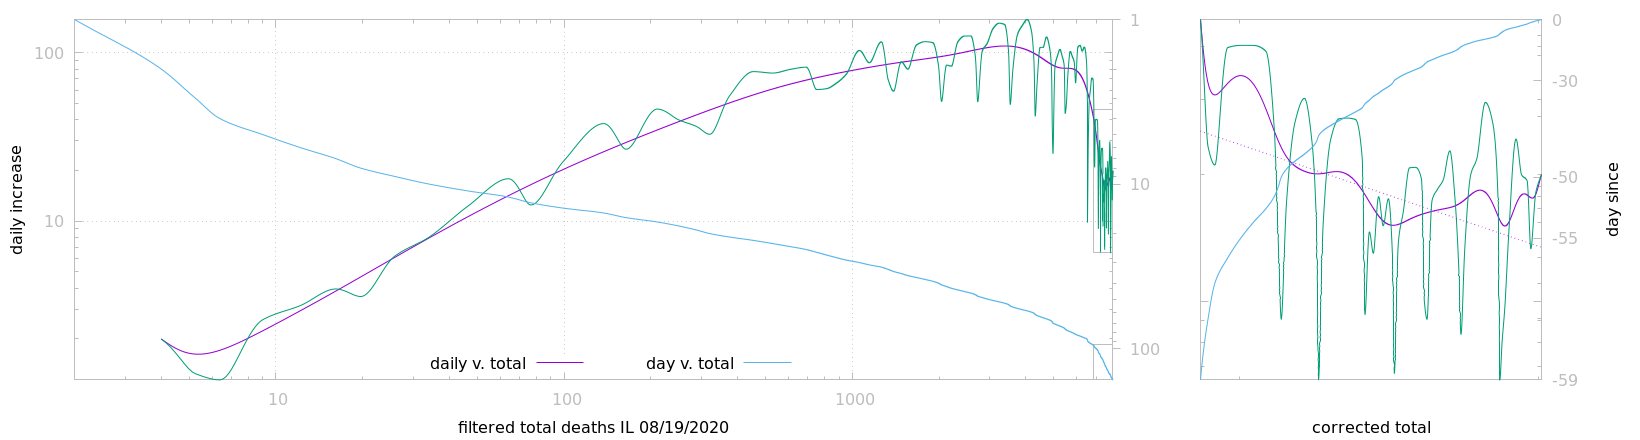 100
10
daily increase
10
100
1000
filtered total deaths IL 08/19/2020
daily v. total
day v. total
1
10
100
0
-30
-50
-55
-59
day since
corrected total